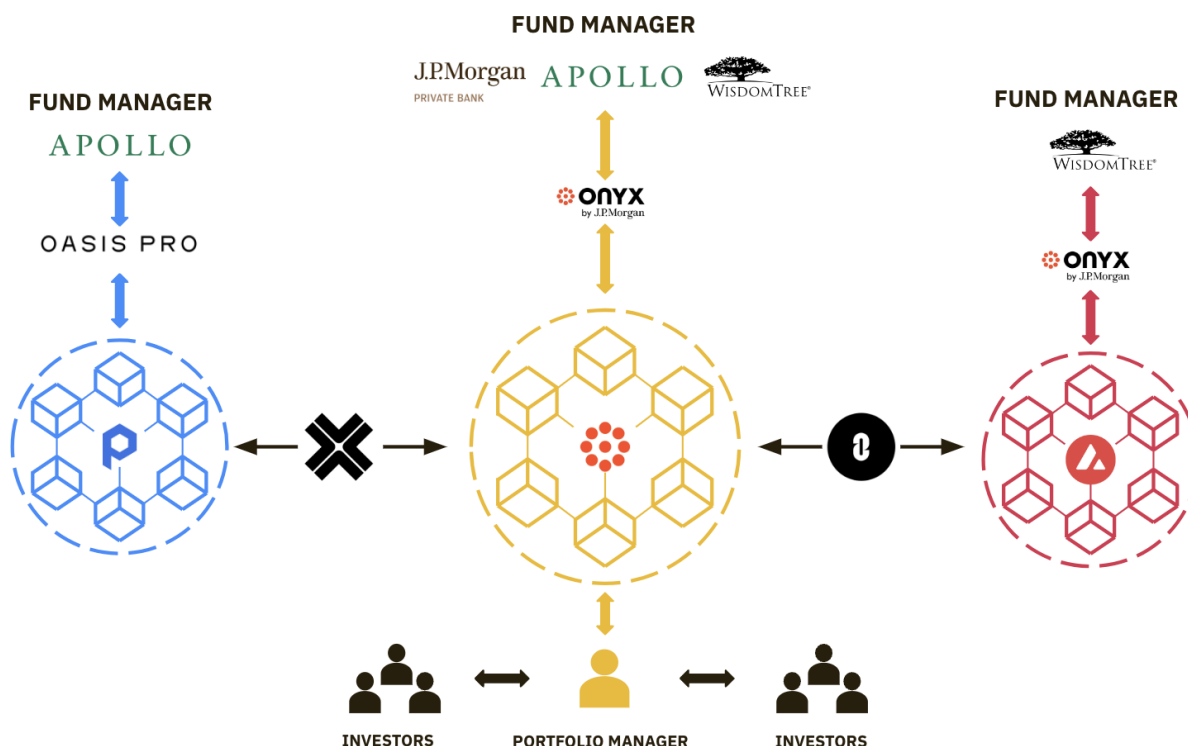 FUND MANAGER
J.P.Morgan
PRIVATE BANK
APOLLO
WISDOMTREE®
FUND MANAGER
APOLLO
OASIS PRO
ONYX
by J.P.Morgan
FUND MANAGER
WISDOMTREE®
ONYX
by J.P.Morgan
INVESTORS
PORTFOLIO MANAGER
INVESTORS